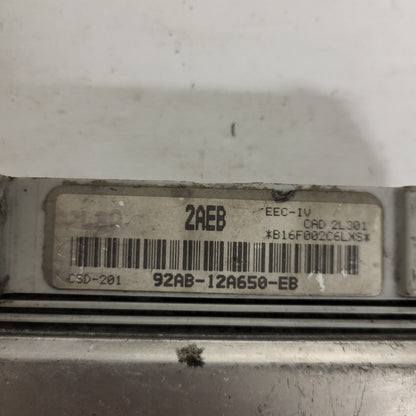 2AEB
EEC-IV
CAD 2L301
*B16F002C6LXS*
CSD-201
92AB-12A650-EB